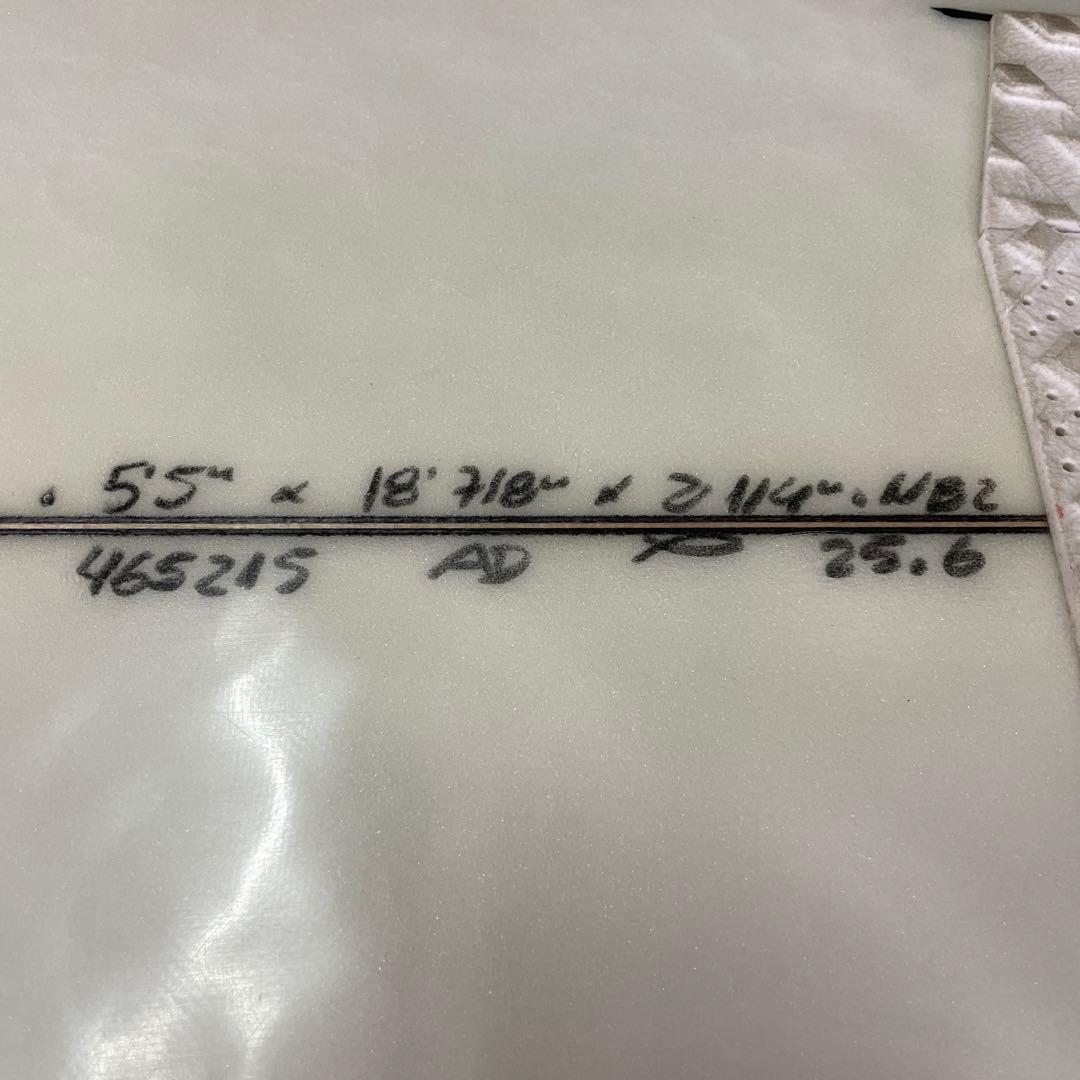 • 5'5" x 18' 7/8" x 2 1/4" • NB2
465215 AD 25.6